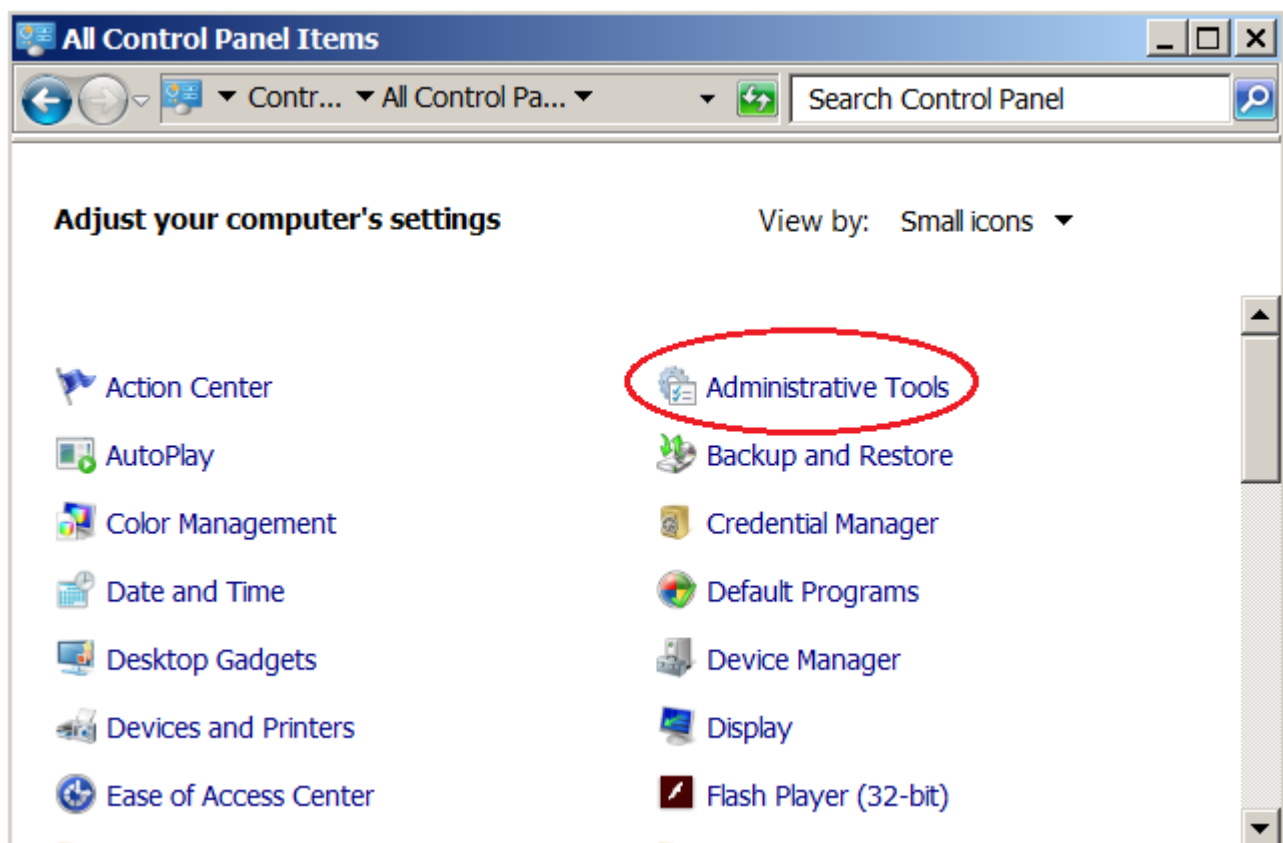 All Control Panel Items
Contr... All Control Pa...
Search Control Panel
Adjust your computer's settings
View by: Small icons
Action Center
Administrative Tools
AutoPlay
Backup and Restore
Color Management
Credential Manager
Date and Time
Default Programs
Desktop Gadgets
Device Manager
Devices and Printers
Display
Ease of Access Center
Flash Player (32-bit)